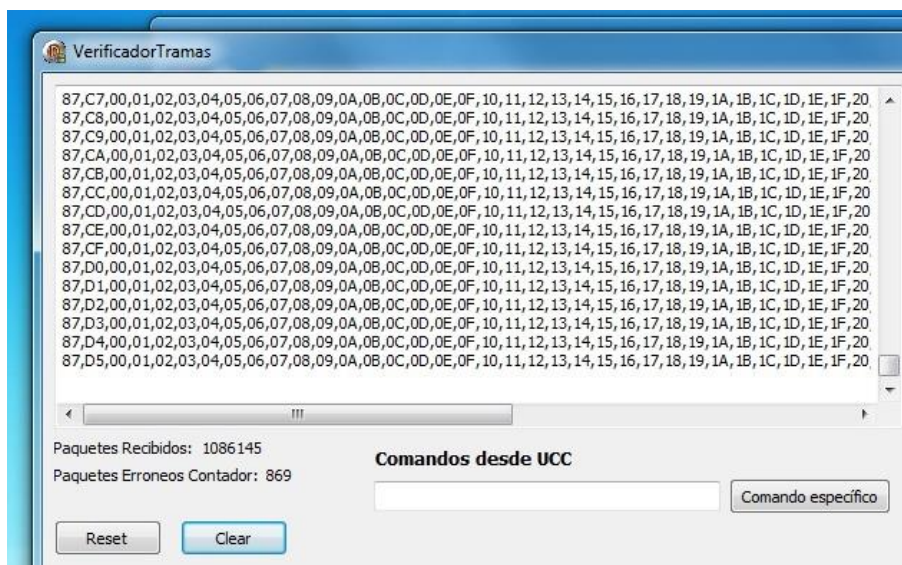 VerificadorTramas
87,C7,00,01,02,03,04,05,06,07,08,09,0A,0B,0C,0D,0E,0F,10,11,12,13,14,15,16,17,18,19,1A,1B,1C,1D,1E,1F,20,
87,C8,00,01,02,03,04,05,06,07,08,09,0A,0B,0C,0D,0E,0F,10,11,12,13,14,15,16,17,18,19,1A,1B,1C,1D,1E,1F,20,
87,C9,00,01,02,03,04,05,06,07,08,09,0A,0B,0C,0D,0E,0F,10,11,12,13,14,15,16,17,18,19,1A,1B,1C,1D,1E,1F,20,
87,CA,00,01,02,03,04,05,06,07,08,09,0A,0B,0C,0D,0E,0F,10,11,12,13,14,15,16,17,18,19,1A,1B,1C,1D,1E,1F,20
87,CB,00,01,02,03,04,05,06,07,08,09,0A,0B,0C,0D,0E,0F,10,11,12,13,14,15,16,17,18,19,1A,1B,1C,1D,1E,1F,20
87,CC,00,01,02,03,04,05,06,07,08,09,0A,0B,0C,0D,0E,0F,10,11,12,13,14,15,16,17,18,19,1A,1B,1C,1D,1E,1F,20
87,CD,00,01,02,03,04,05,06,07,08,09,0A,0B,0C,0D,0E,0F,10,11,12,13,14,15,16,17,18,19,1A,1B,1C,1D,1E,1F,20
87,CE,00,01,02,03,04,05,06,07,08,09,0A,0B,0C,0D,0E,0F,10,11,12,13,14,15,16,17,18,19,1A,1B,1C,1D,1E,1F,20,
87,CF,00,01,02,03,04,05,06,07,08,09,0A,0B,0C,0D,0E,0F,10,11,12,13,14,15,16,17,18,19,1A,1B,1C,1D,1E,1F,20,
87,D0,00,01,02,03,04,05,06,07,08,09,0A,0B,0C,0D,0E,0F,10,11,12,13,14,15,16,17,18,19,1A,1B,1C,1D,1E,1F,20,
87,D1,00,01,02,03,04,05,06,07,08,09,0A,0B,0C,0D,0E,0F,10,11,12,13,14,15,16,17,18,19,1A,1B,1C,1D,1E,1F,20,
87,D2,00,01,02,03,04,05,06,07,08,09,0A,0B,0C,0D,0E,0F,10,11,12,13,14,15,16,17,18,19,1A,1B,1C,1D,1E,1F,20,
87,D3,00,01,02,03,04,05,06,07,08,09,0A,0B,0C,0D,0E,0F,10,11,12,13,14,15,16,17,18,19,1A,1B,1C,1D,1E,1F,20,
87,D4,00,01,02,03,04,05,06,07,08,09,0A,0B,0C,0D,0E,0F,10,11,12,13,14,15,16,17,18,19,1A,1B,1C,1D,1E,1F,20,
87,D5,00,01,02,03,04,05,06,07,08,09,0A,0B,0C,0D,0E,0F,10,11,12,13,14,15,16,17,18,19,1A,1B,1C,1D,1E,1F,20,
Paquetes Recibidos: 1086145
Paquetes Erroneos Contador: 869
Comandos desde UCC
Comando específico
Reset
Clear